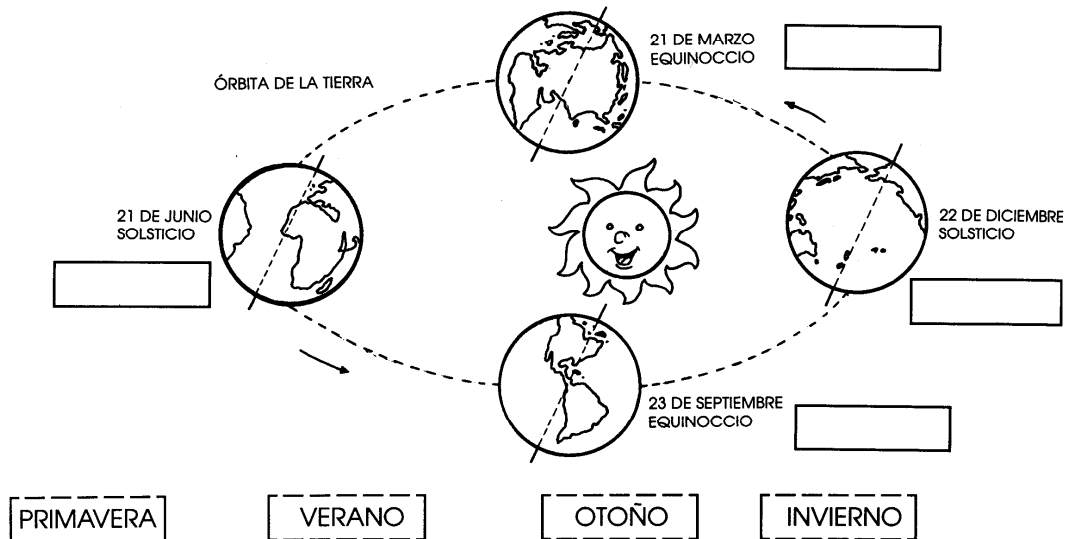 21 DE MARZO
EQUINOCCIO
ÓRBITA DE LA TIERRA
21 DE JUNIO
SOLSTICIO
22 DE DICIEMBRE
SOLSTICIO
23 DE SEPTIEMBRE
EQUINOCCIO
PRIMAVERA
VERANO
OTOÑO
INVIERNO